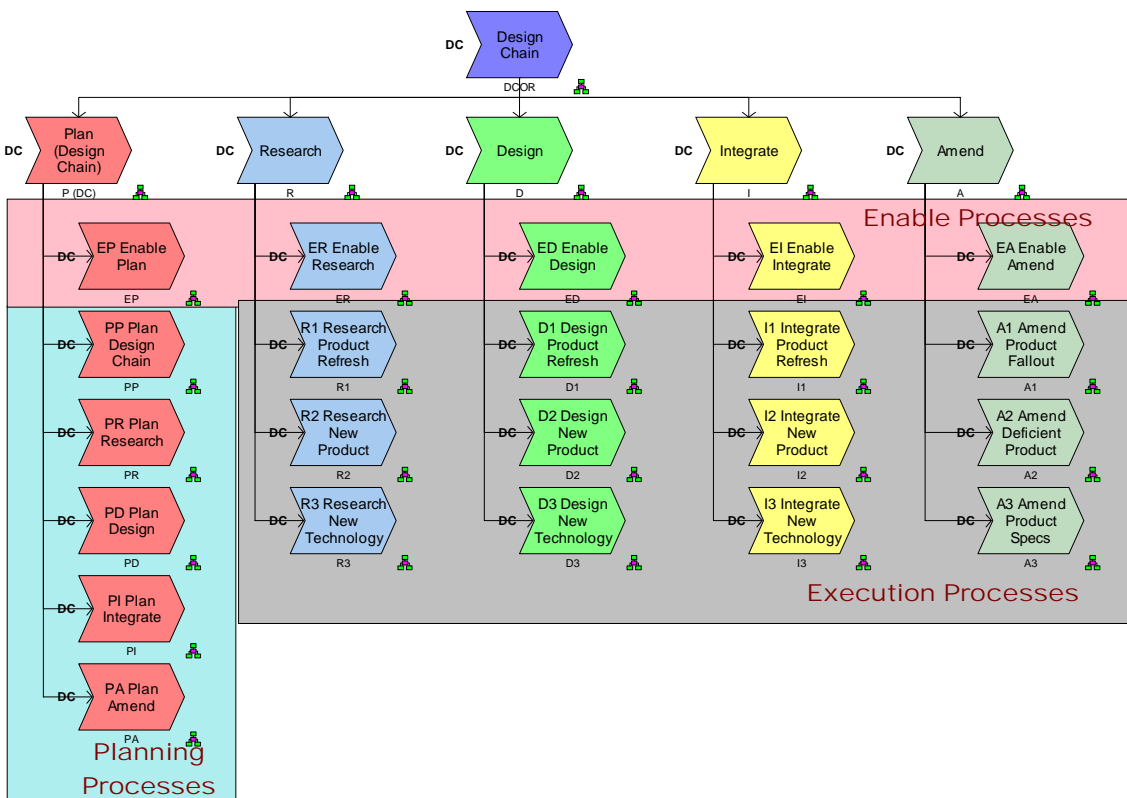 DC
Design
Chain
DCOR
DC
Plan
(Design
Chain)
P (DC)
DC
Research
R
DC
Design
D
DC
Integrate
I
DC
Amend
A
Enable Processes
DC
EP Enable
Plan
EP
DC
ER Enable
Research
ER
DC
ED Enable
Design
ED
DC
EI Enable
Integrate
EI
DC
EA Enable
Amend
EA
DC
PP Plan
Design
Chain
PP
DC
R1 Research
Product
Refresh
R1
DC
D1 Design
Product
Refresh
D1
DC
I1 Integrate
Product
Refresh
I1
DC
A1 Amend
Product
Fallout
A1
DC
PR Plan
Research
PR
DC
R2 Research
New
Product
R2
DC
D2 Design
New
Product
D2
DC
I2 Integrate
New
Product
I2
DC
A2 Amend
Deficient
Product
A2
DC
PD Plan
Design
PD
DC
R3 Research
New
Technology
R3
DC
D3 Design
New
Technology
D3
DC
I3 Integrate
New
Technology
I3
DC
A3 Amend
Product
Specs
A3
Execution Processes
DC
PI Plan
Integrate
PI
DC
PA Plan
Amend
PA
Planning
Processes